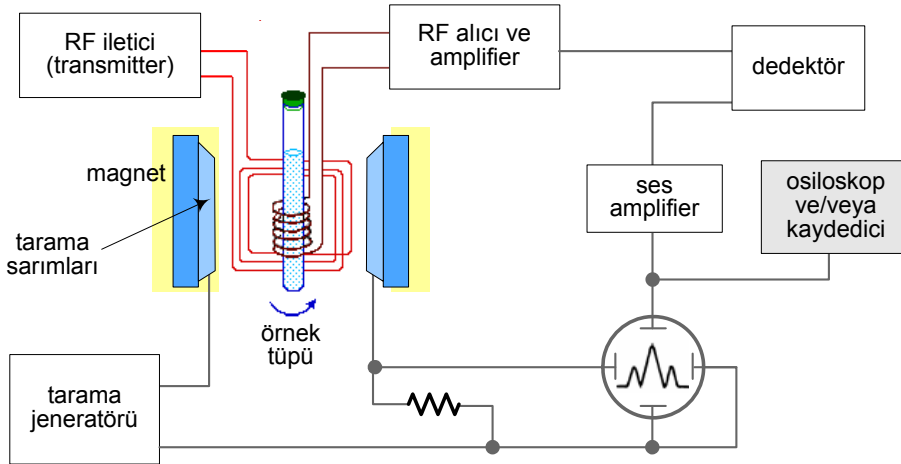 RF iletici
(transmitter)
RF alıcı ve
amplifier
dedektör
magnet
tarama
sarımları
ses
amplifier
osiloskop
ve/veya
kaydedici
örnek
tüpü
tarama
jeneratörü